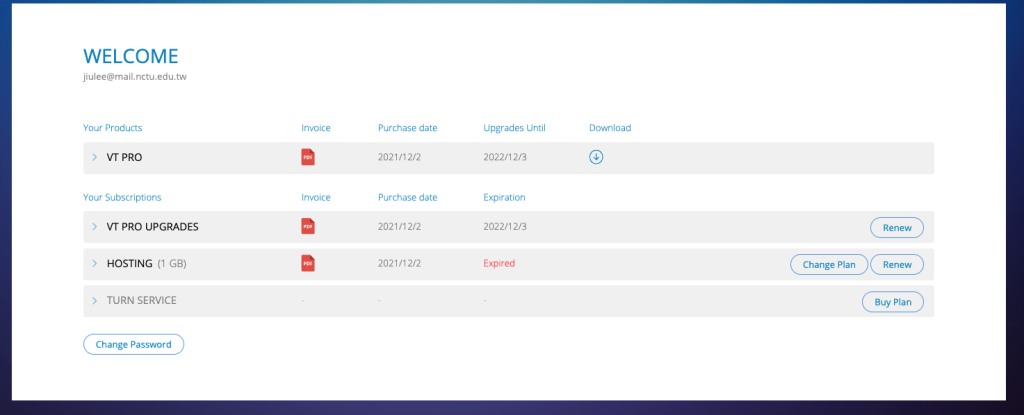 WELCOME
jiulee@mail.nctu.edu.tw
Your Products Invoice Purchase date Upgrades Until Download
VT PRO PDF 2021/12/2 2022/12/3
Your Subscriptions Invoice Purchase date Expiration
VT PRO UPGRADES PDF 2021/12/2 2022/12/3 Renew
HOSTING (1 GB) PDF 2021/12/2 Expired Change Plan Renew
TURN SERVICE - - - Buy Plan
Change Password